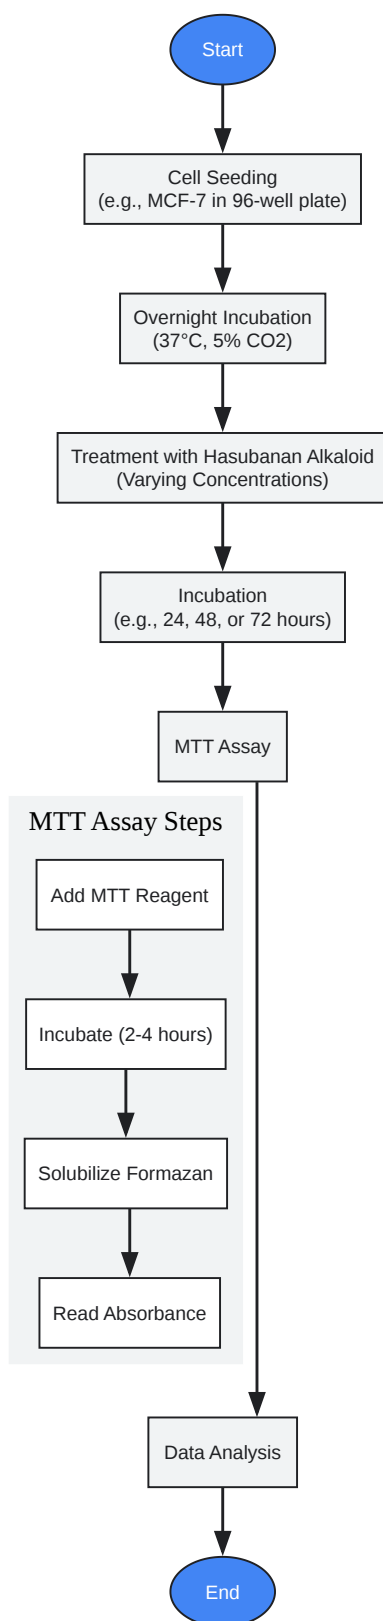 Start
Cell Seeding
(e.g., MCF-7 in 96-well plate)
Overnight Incubation
(37°C, 5% CO2)
Treatment with Hasubanan Alkaloid
(Varying Concentrations)
Incubation
(e.g., 24, 48, or 72 hours)
MTT Assay
MTT Assay Steps
Add MTT Reagent
Incubate (2-4 hours)
Solubilize Formazan
Read Absorbance
Data Analysis
End